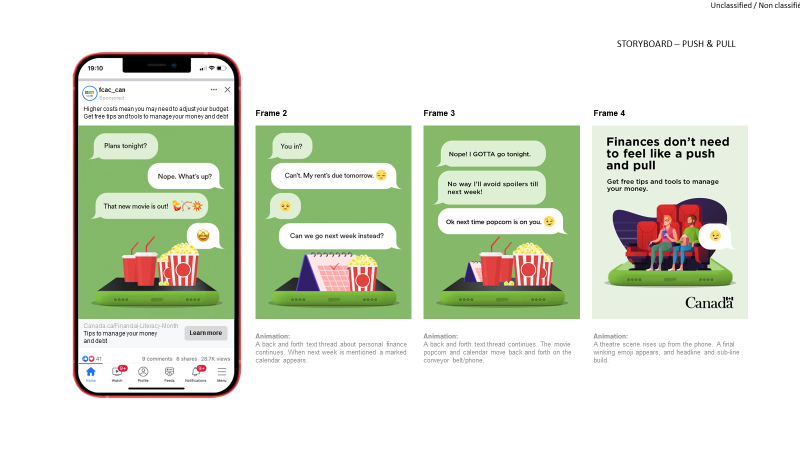 Unclassified / Non classifié
STORYBOARD – PUSH & PULL
19:10
fcac_can
Sponsored
Higher costs mean you may need to adjust your budget
Get free tips and tools to manage your money and debt
Plans tonight?
Nope. What's up?
That new movie is out!
Canada.ca/Financial-Literacy-Month
Tips to manage your money
and debt
Learn more
41
9 comments 6 shares 28.7K views
9+
9+
Home
Watch
Profile
Feeds
Notifications
Menu
Frame 2
You in?
Can't. My rent's due tomorrow.
Can we go next week instead?
Animation:
A back and forth text thread about personal finance
continues. When next week is mentioned a marked
calendar appears.
Frame 3
Nope! I GOTTA go tonight.
No way I'll avoid spoilers till
next week!
Ok next time popcorn is on you.
Animation:
A back and forth text thread continues. The movie
popcorn and calendar move back and forth on the
conveyor belt/phone.
Frame 4
Finances don't need
to feel like a push
and pull
Get free tips and tools to manage
your money.
Canada
Animation:
A theatre scene rises up from the phone. A final
winking emoji appears, and headline and sub-line
build.